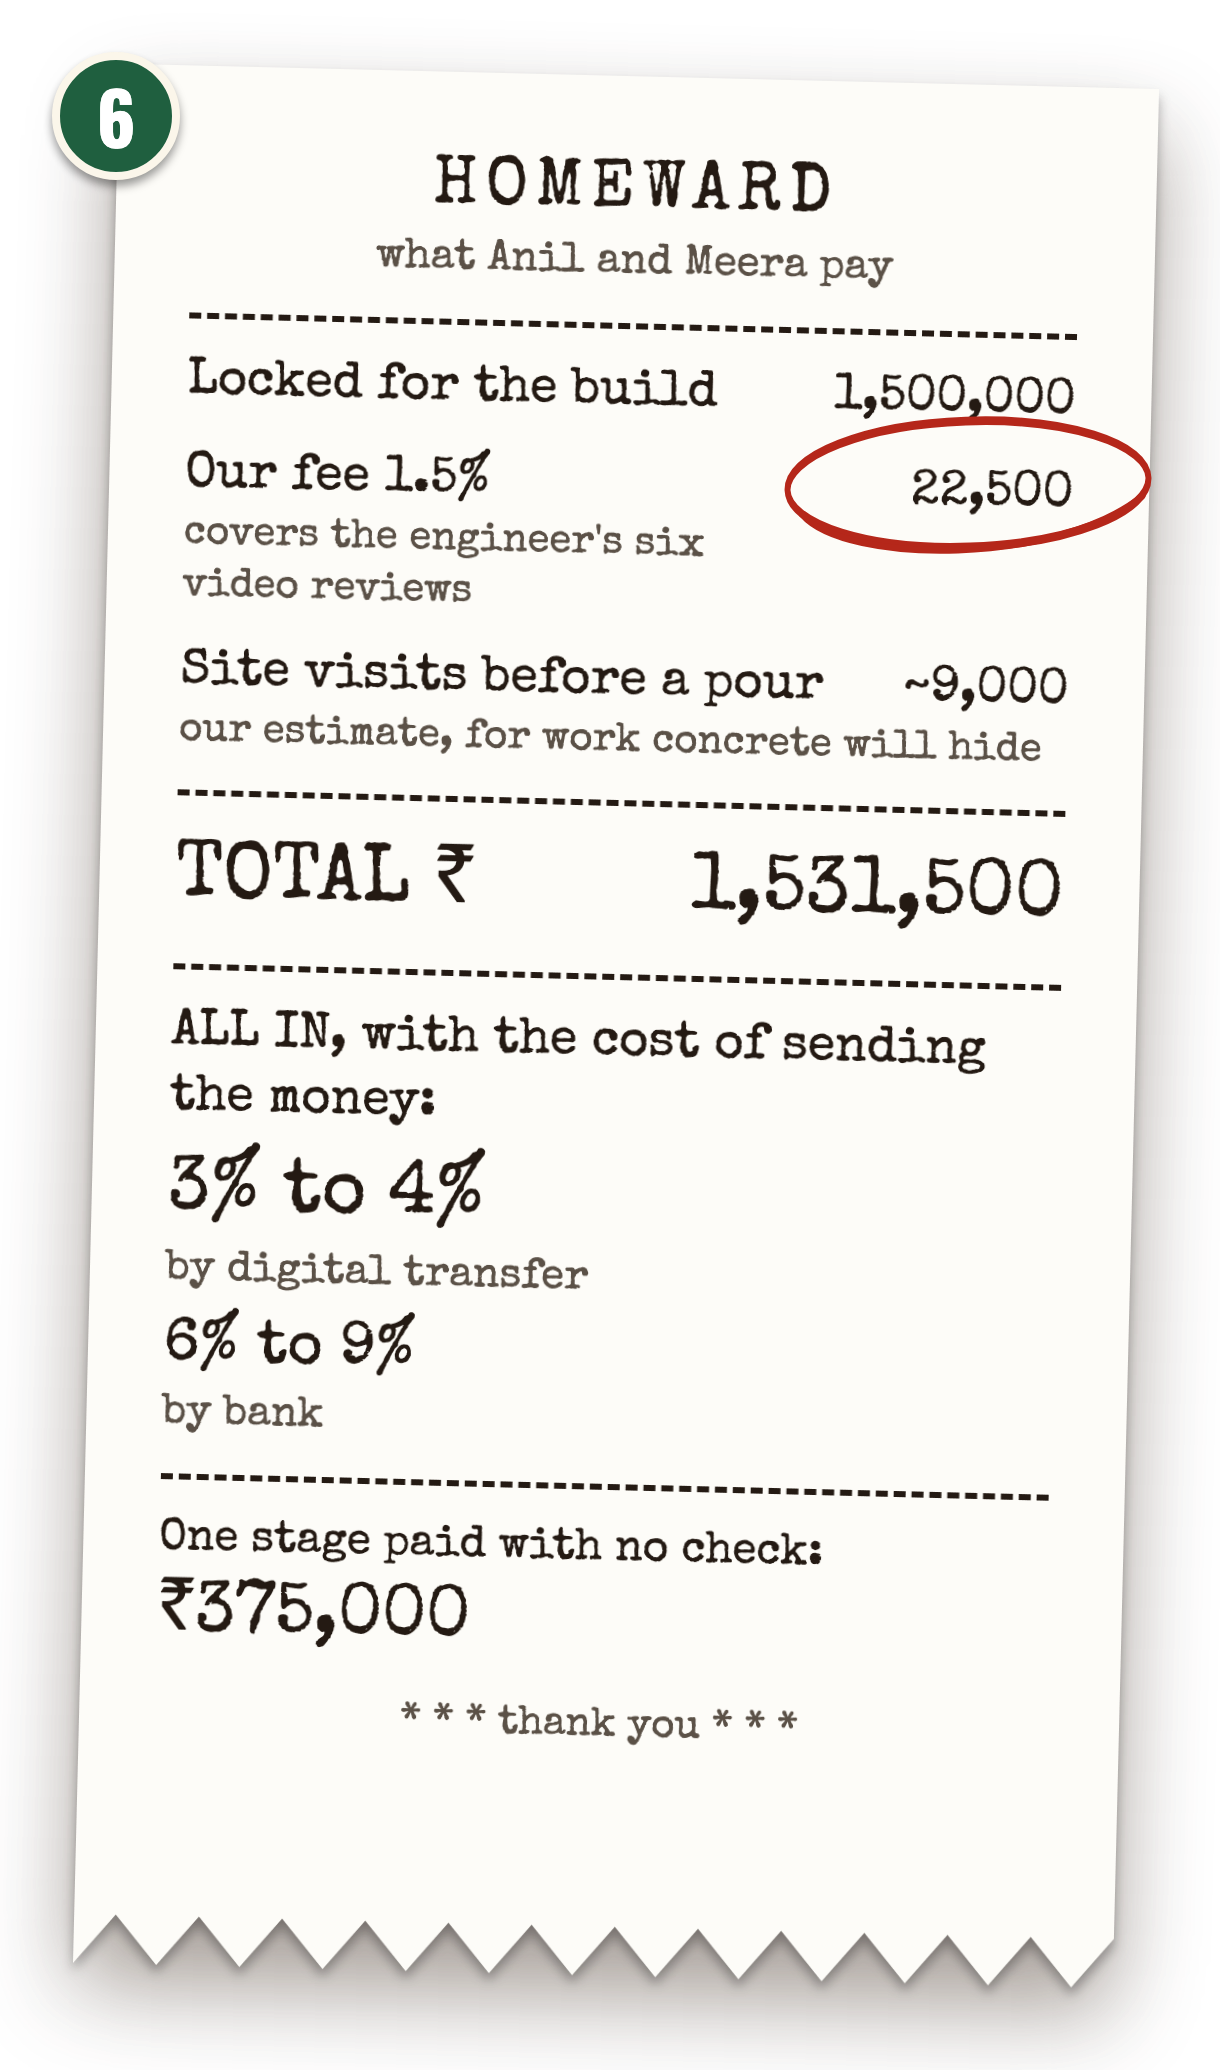 6
HOMEWARD
what Anil and Meera pay
Locked for the build 1,500,000
Our fee 1.5% 22,500
covers the engineer's six
video reviews
Site visits before a pour ~9,000
our estimate, for work concrete will hide
TOTAL ₹ 1,531,500
ALL IN, with the cost of sending
the money:
3% to 4%
by digital transfer
6% to 9%
by bank
One stage paid with no check:
₹375,000
* * * thank you * * *